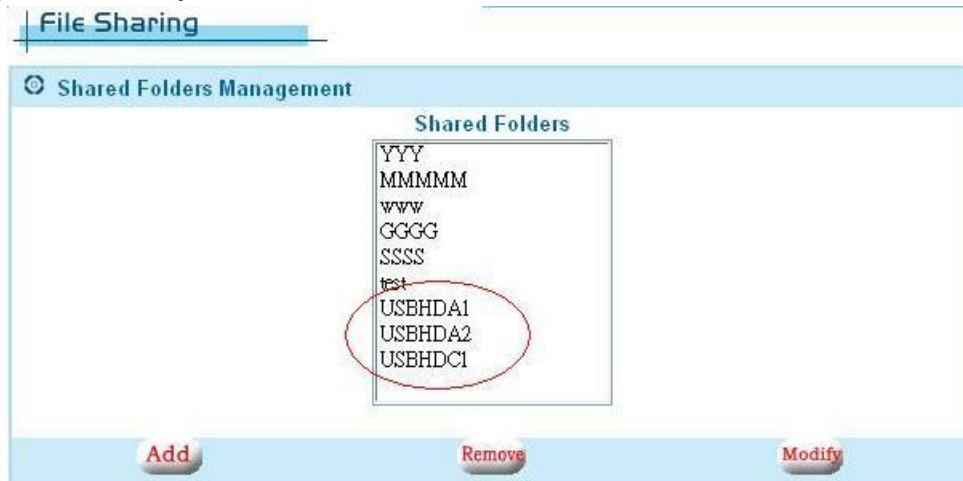 File Sharing
Shared Folders Management
Shared Folders
YYY
MMMMM
www
GGGG
SSSS
test
USBHDA1
USBHDA2
USBHDC1
Add Remove Modify